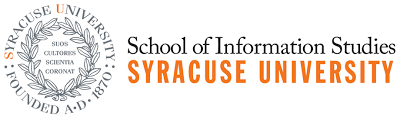 SYRACUSE UNIVERSITY
FOUNDED A·D·1870
SUOS
CULTORES
SCIENTIA
CORONAT
School of Information Studies
SYRACUSE UNIVERSITY